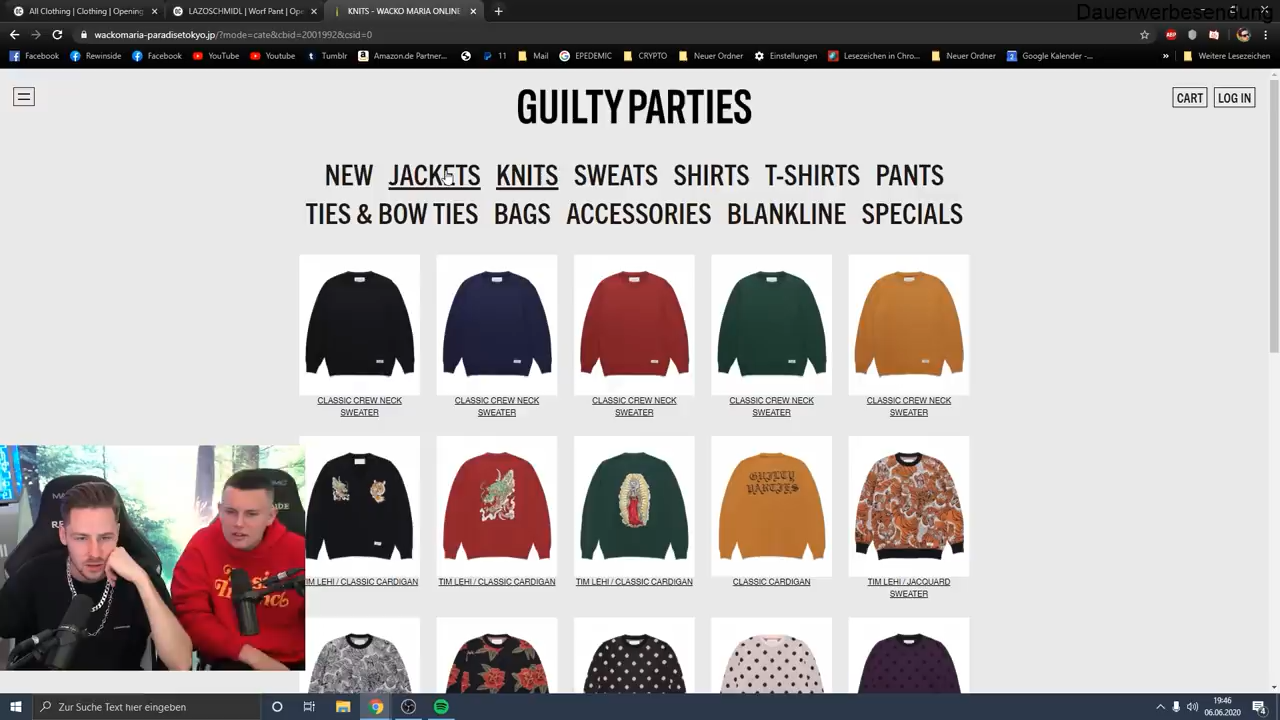 Dauerwerbesendung
All Clothing | Opening Ceremony
LAZOSCHMIDL | Worf Pant | Ope
KNITS - WACKO MARIA ONLINE
wackomaria-paradisetokyo.jp/?mode=cate&cbid=2001992&csid=0
Facebook Rewinside Facebook YouTube Youtube Tumblr Amazon.de Partner... 11 Mail EPEDEMIC CRYPTO Neuer Ordner Einstellungen Lesezeichen in Chro... Neuer Ordner Google Kalender -... » Weitere Lesezeichen
GUILTY PARTIES
CART LOG IN
NEW JACKETS KNITS SWEATS SHIRTS T-SHIRTS PANTS
TIES & BOW TIES BAGS ACCESSORIES BLANKLINE SPECIALS
CLASSIC CREW NECK SWEATER
CLASSIC CREW NECK SWEATER
CLASSIC CREW NECK SWEATER
CLASSIC CREW NECK SWEATER
CLASSIC CREW NECK SWEATER
GUILTY
PARTIES
LEHI / CLASSIC CARDIGAN
TIM LEHI / CLASSIC CARDIGAN
TIM LEHI / CLASSIC CARDIGAN
CLASSIC CARDIGAN
TIM LEHI / JACQUARD SWEATER
Zur Suche Text hier eingeben
19:46
06.06.2020
4